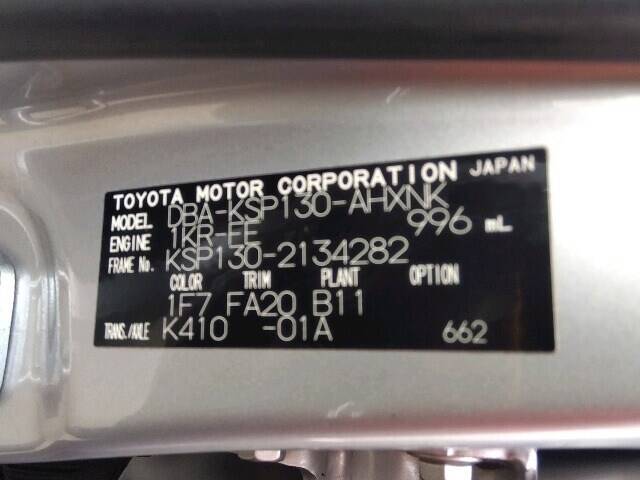 TOYOTA MOTOR CORPORATION JAPAN
MODEL DBA-KSP130-AHXNK
ENGINE 1KR-FE 996 mL
FRAME No. KSP130-2134282
COLOR TRIM PLANT OPTION
1F7 FA20 B11
TRANS./AXLE K410 -01A 662